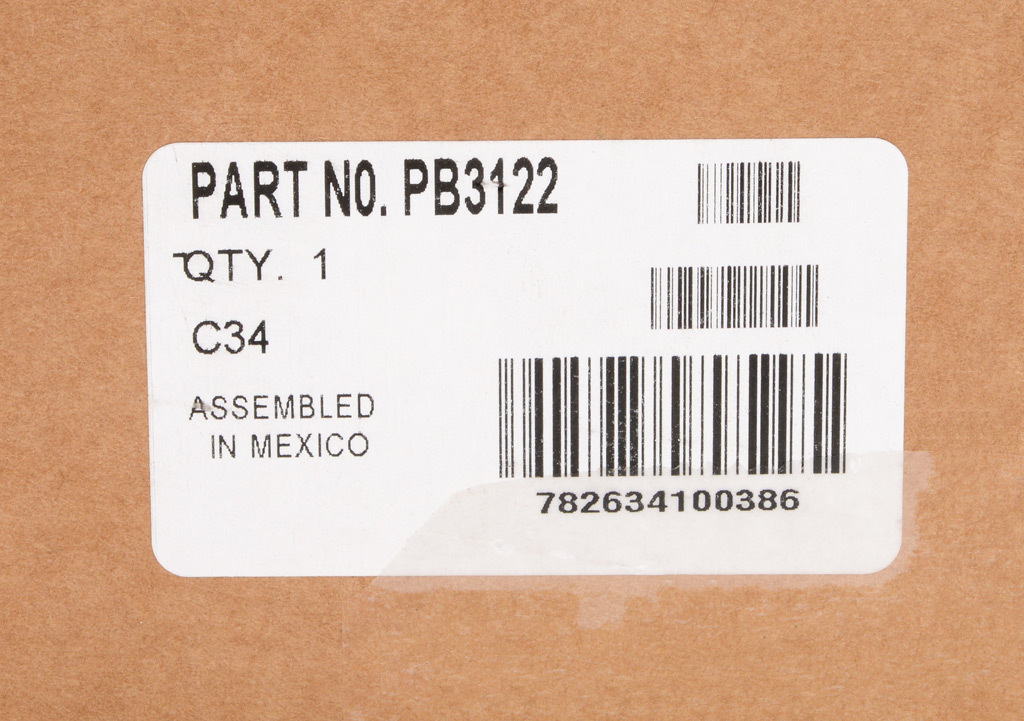 PART NO. PB3122
QTY. 1
C34
ASSEMBLED
IN MEXICO
782634100386